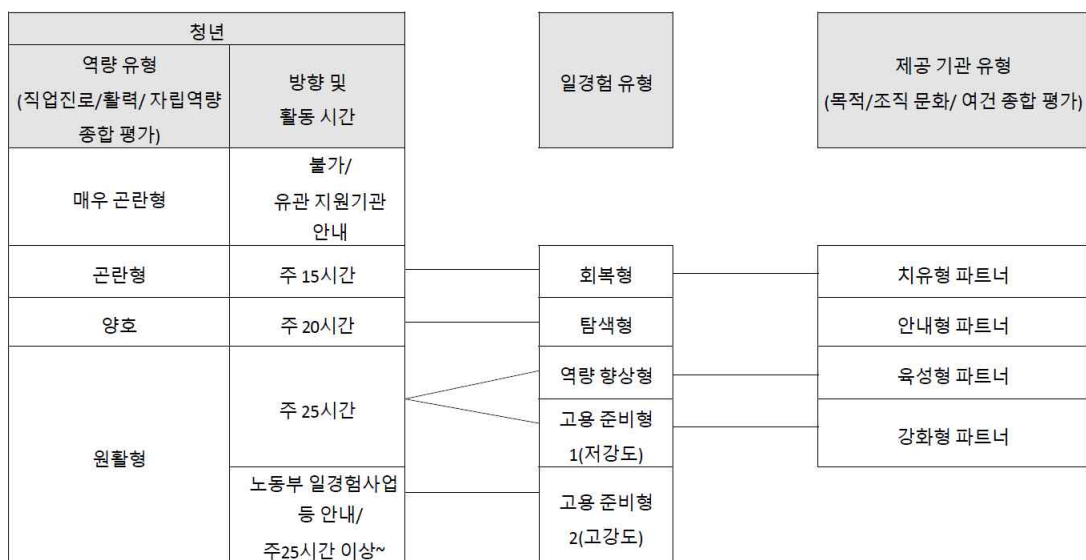 청년
역량 유형
(직업진로/활력/ 자립역량
종합 평가)
방향 및
활동 시간
일경험 유형
제공 기관 유형
(목적/조직 문화/ 여건 종합 평가)
매우 곤란형
불가/
유관 지원기관
안내
곤란형
주 15시간
회복형
치유형 파트너
양호
주 20시간
탐색형
안내형 파트너
원활형
주 25시간
역량 향상형
육성형 파트너
고용 준비형
1(저강도)
강화형 파트너
노동부 일경험사업
등 안내/
주25시간 이상~
고용 준비형
2(고강도)